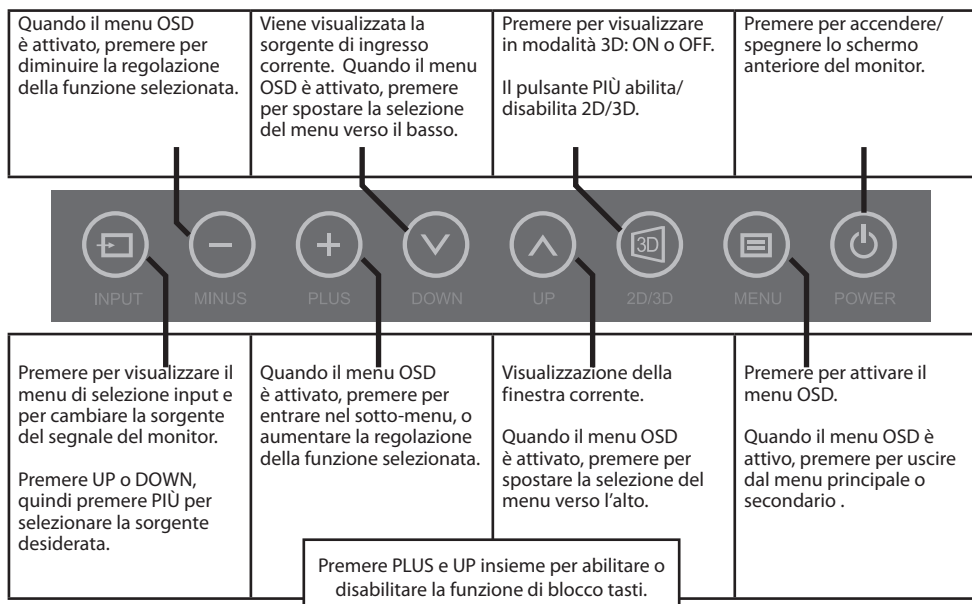 Quando il menu OSD
è attivato, premere per
diminuire la regolazione
della funzione selezionata.
Viene visualizzata la
sorgente di ingresso
corrente.  Quando il menu
OSD è attivato, premere
per spostare la selezione
del menu verso il basso.
Premere per visualizzare
in modalità 3D: ON o OFF.
Il pulsante PIÙ abilita/
disabilita 2D/3D.
Premere per accendere/
spegnere lo schermo
anteriore del monitor.
3D
INPUT MINUS PLUS DOWN UP 2D/3D MENU POWER
Premere per visualizzare il
menu di selezione input e
per cambiare la sorgente
del segnale del monitor.
Premere UP o DOWN,
quindi premere PIÙ per
selezionare la sorgente
desiderata.
Quando il menu OSD
è attivato, premere per
entrare nel sotto-menu, o
aumentare la regolazione
della funzione selezionata.
Visualizzazione della
finestra corrente.
Quando il menu OSD
è attivato, premere per
spostare la selezione del
menu verso l'alto.
Premere per attivare il
menu OSD.
Quando il menu OSD è
attivo, premere per uscire
dal menu principale o
secondario .
Premere PLUS e UP insieme per abilitare o
disabilitare la funzione di blocco tasti.